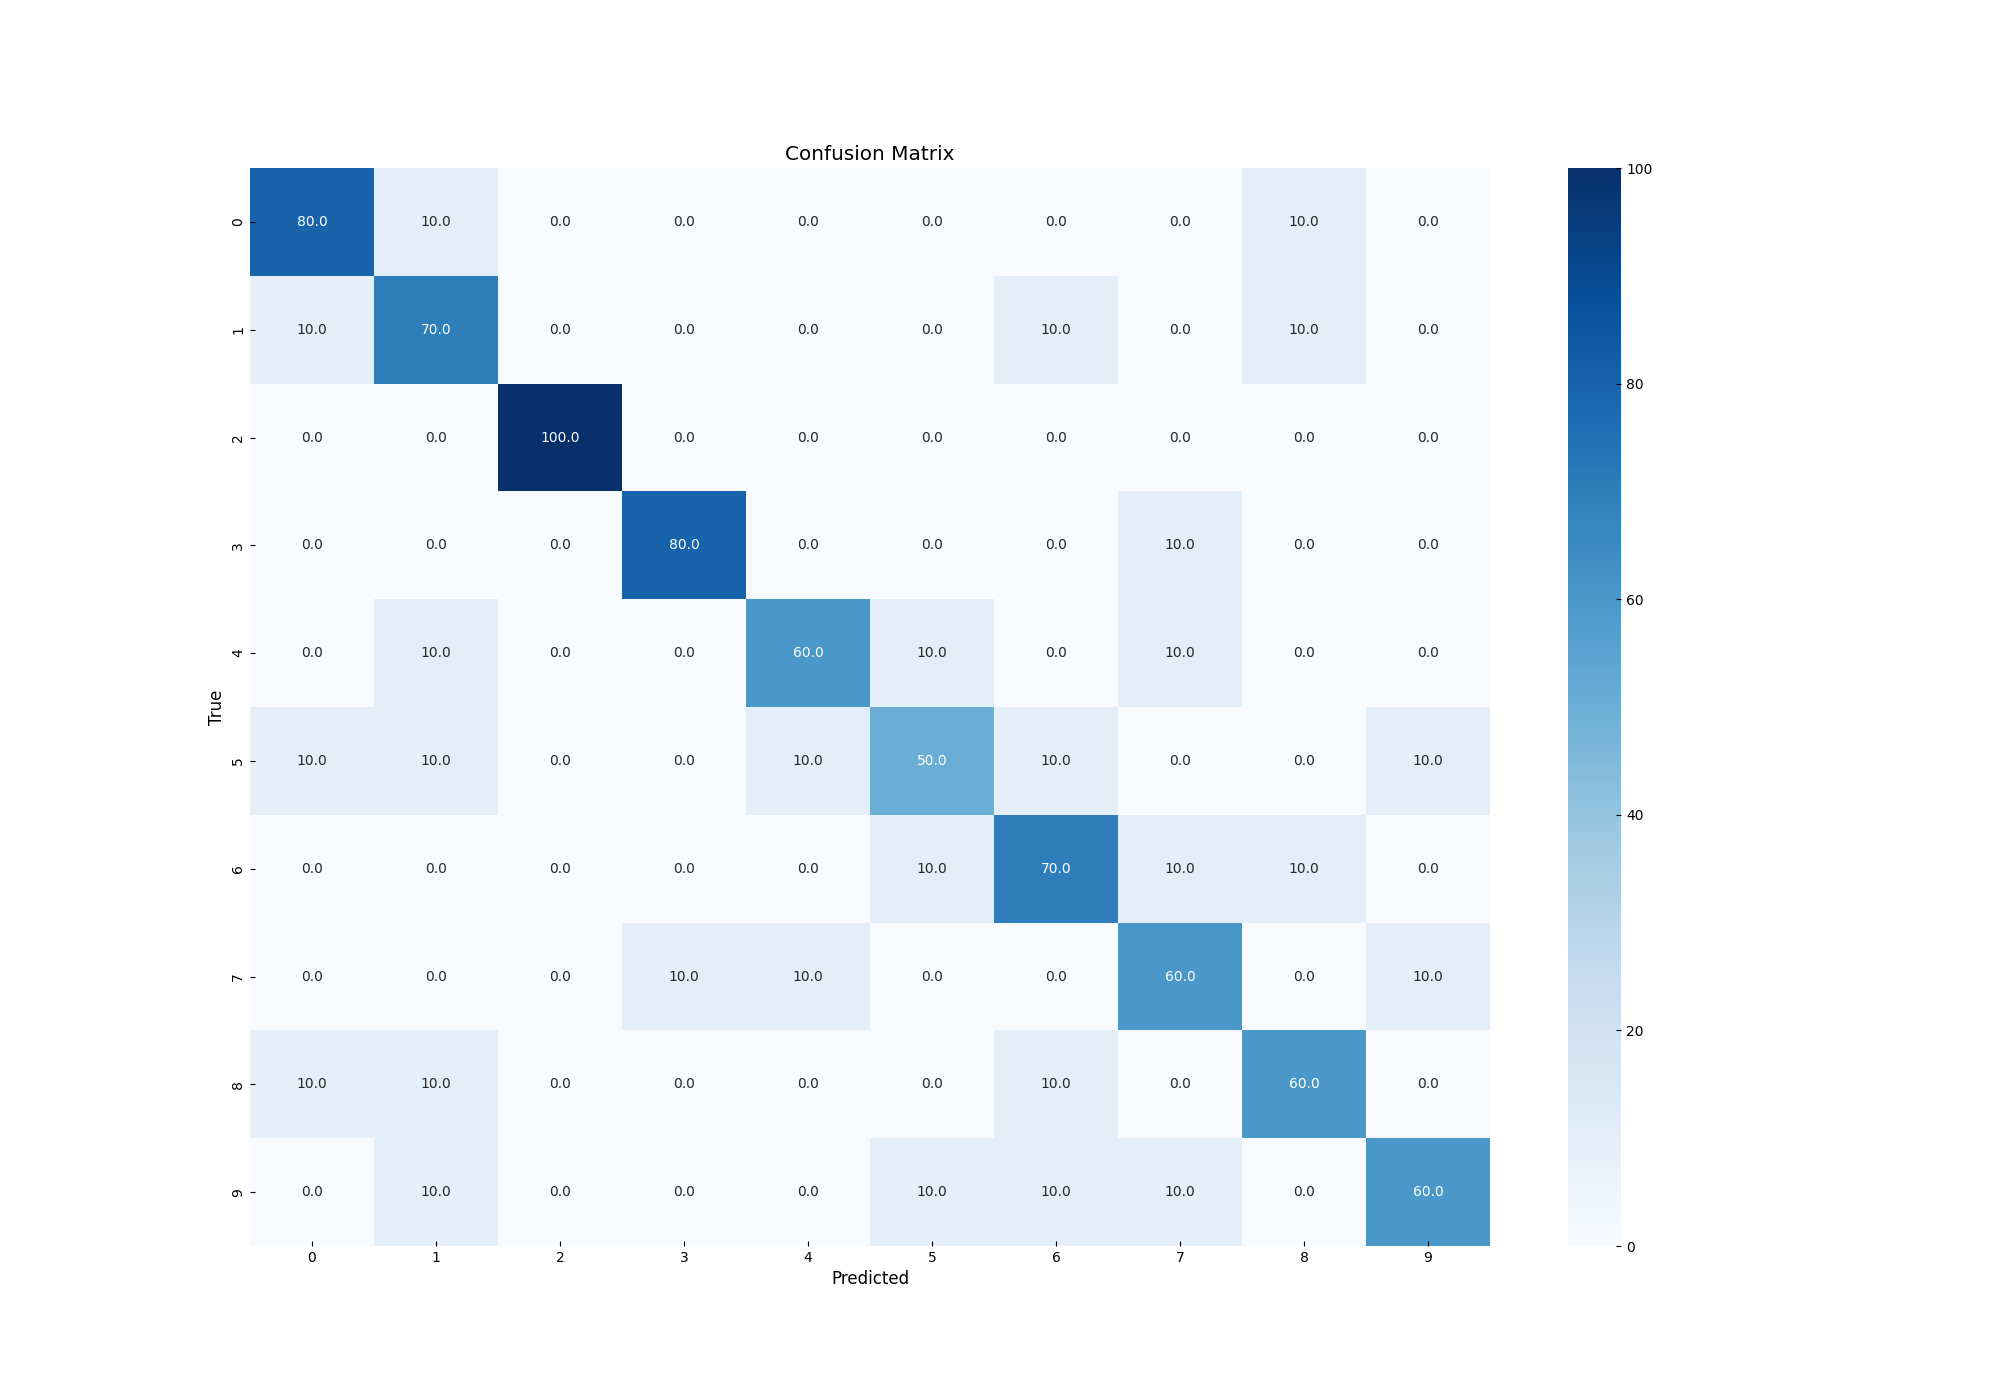 Confusion Matrix
0 80.0 10.0 0.0 0.0 0.0 0.0 0.0 0.0 10.0 0.0
1 10.0 70.0 0.0 0.0 0.0 0.0 10.0 0.0 10.0 0.0
2 0.0 0.0 100.0 0.0 0.0 0.0 0.0 0.0 0.0 0.0
3 0.0 0.0 0.0 80.0 0.0 0.0 0.0 10.0 0.0 0.0
4 0.0 10.0 0.0 0.0 60.0 10.0 0.0 10.0 0.0 0.0
5 10.0 10.0 0.0 0.0 10.0 50.0 10.0 0.0 0.0 10.0
6 0.0 0.0 0.0 0.0 0.0 10.0 70.0 10.0 10.0 0.0
7 0.0 0.0 0.0 10.0 10.0 0.0 0.0 60.0 0.0 10.0
8 10.0 10.0 0.0 0.0 0.0 0.0 10.0 0.0 60.0 0.0
9 0.0 10.0 0.0 0.0 0.0 10.0 10.0 10.0 0.0 60.0
0 1 2 3 4 5 6 7 8 9
Predicted
True
100
80
60
40
20
0